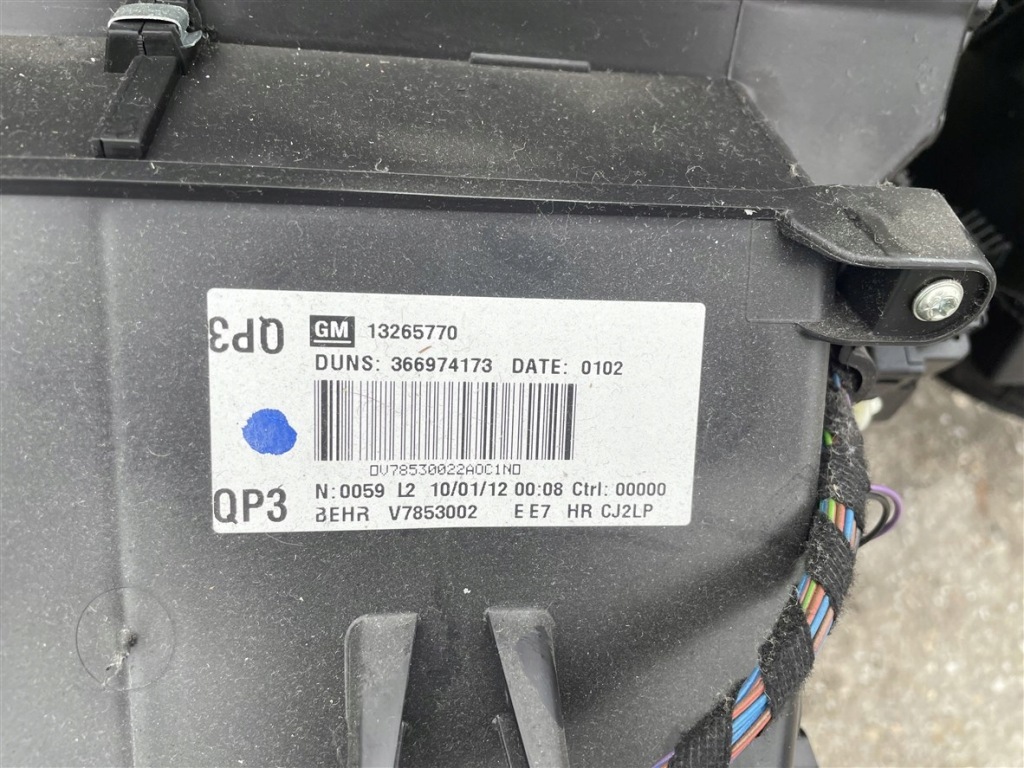 QP3
GM 13265770
DUNS: 366974173 DATE: 0102
V78530022A0C1N
QP3
N:0059 L2 10/01/12 00:08 Ctrl: 00000
BEHR V7853002 E E7 HR CJ2LP